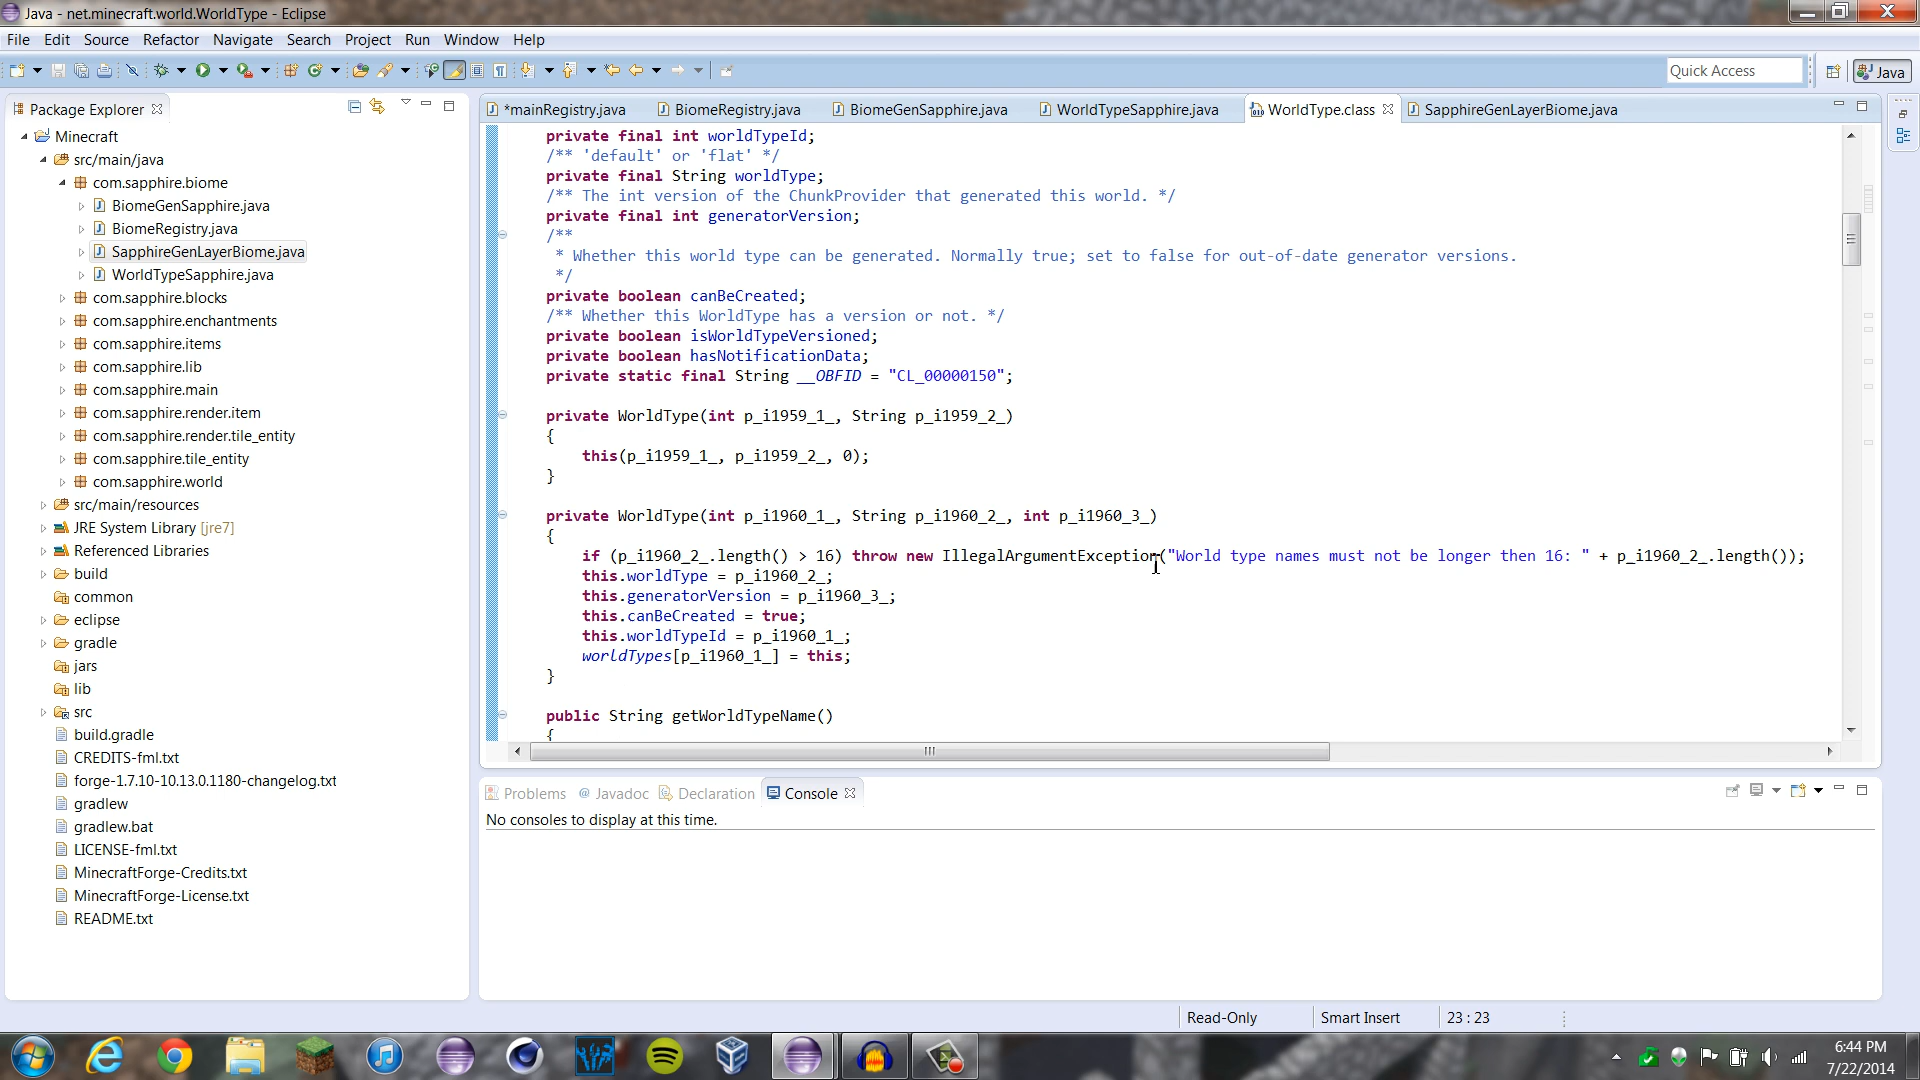 Java - net.minecraft.world.WorldType - Eclipse
File Edit Source Refactor Navigate Search Project Run Window Help
Quick Access
Java
Package Explorer
*mainRegistry.java BiomeRegistry.java BiomeGenSapphire.java WorldTypeSapphire.java WorldType.class SapphireGenLayerBiome.java
Minecraft
src/main/java
com.sapphire.biome
BiomeGenSapphire.java
BiomeRegistry.java
SapphireGenLayerBiome.java
WorldTypeSapphire.java
com.sapphire.blocks
com.sapphire.enchantments
com.sapphire.items
com.sapphire.lib
com.sapphire.main
com.sapphire.render.item
com.sapphire.render.tile_entity
com.sapphire.tile_entity
com.sapphire.world
src/main/resources
JRE System Library [jre7]
Referenced Libraries
build
common
eclipse
gradle
jars
lib
src
build.gradle
CREDITS-fml.txt
forge-1.7.10-10.13.0.1180-changelog.txt
gradlew
gradlew.bat
LICENSE-fml.txt
MinecraftForge-Credits.txt
MinecraftForge-License.txt
README.txt
private final int worldTypeId;
/** 'default' or 'flat' */
private final String worldType;
/** The int version of the ChunkProvider that generated this world. */
private final int generatorVersion;
/**
* Whether this world type can be generated. Normally true; set to false for out-of-date generator versions.
*/
private boolean canBeCreated;
/** Whether this WorldType has a version or not. */
private boolean isWorldTypeVersioned;
private boolean hasNotificationData;
private static final String __OBFID = "CL_00000150";
private WorldType(int p_i1959_1_, String p_i1959_2_)
{
this(p_i1959_1_, p_i1959_2_, 0);
}
private WorldType(int p_i1960_1_, String p_i1960_2_, int p_i1960_3_)
{
if (p_i1960_2_.length() > 16) throw new IllegalArgumentException("World type names must not be longer then 16: " + p_i1960_2_.length());
this.worldType = p_i1960_2_;
this.generatorVersion = p_i1960_3_;
this.canBeCreated = true;
this.worldTypeId = p_i1960_1_;
worldTypes[p_i1960_1_] = this;
}
public String getWorldTypeName()
{
Problems Javadoc Declaration Console
No consoles to display at this time.
Read-Only Smart Insert 23 : 23
6:44 PM
7/22/2014